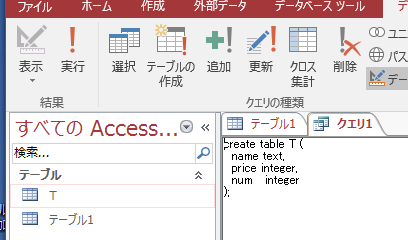 ファイル ホーム 作成 外部データ データベース ツール
表示 実行 選択 テーブルの作成 追加 更新 クロス集計 削除
ユニ
パス
デー
結果 クエリの種類
すべての Access...
テーブル1 クエリ1
検索...
テーブル
T
テーブル1
create table T (
name text,
price integer,
num integer
);